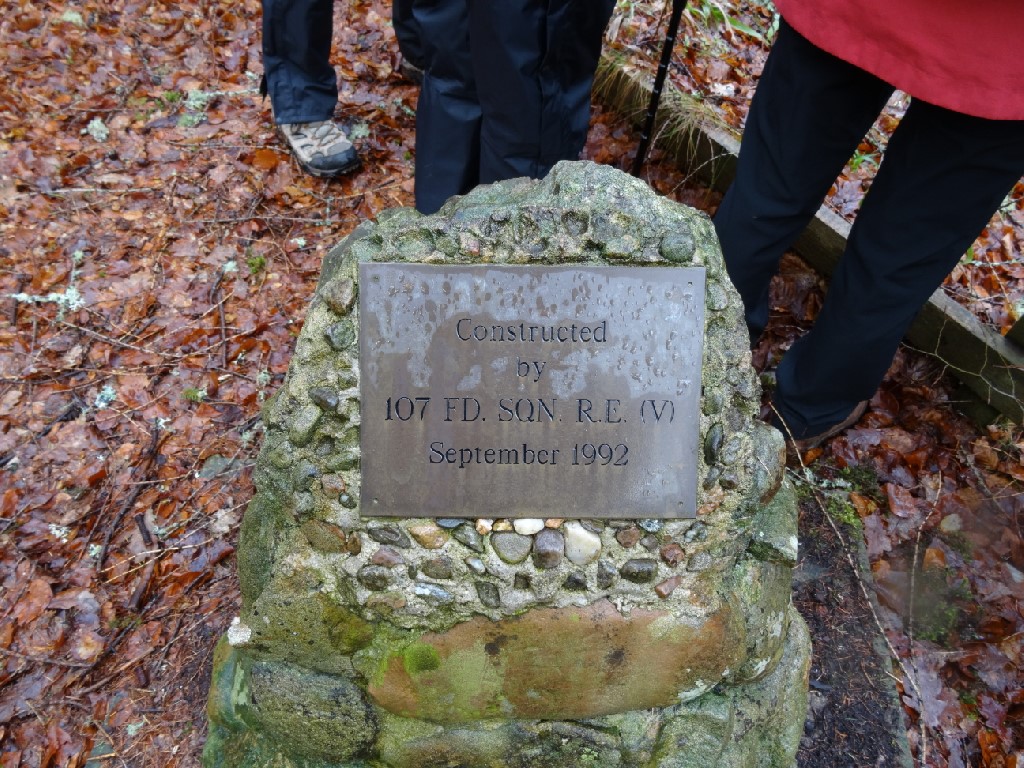 Constructed
by
107 FD. SQN. R.E. (V)
September 1992